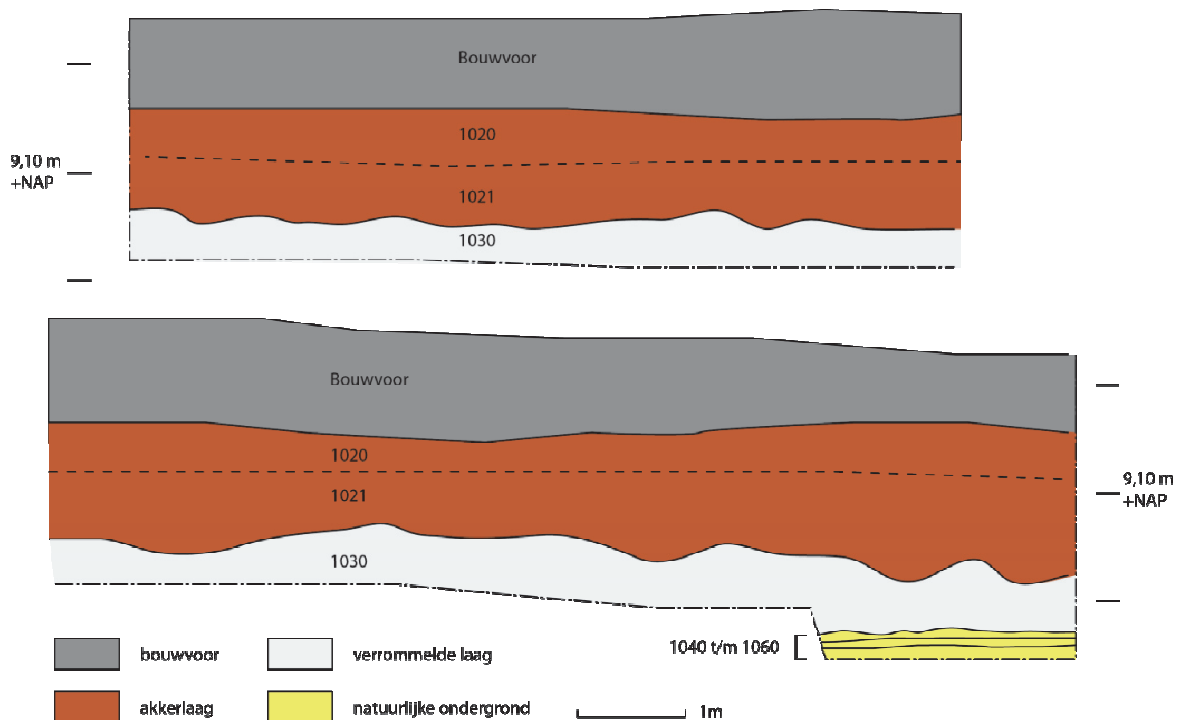 Bouwvoor
1020
9,10 m
+NAP
1021
1030
Bouwvoor
1020
1021
9,10 m
+NAP
1030
1040 t/m 1060
bouwvoor
verrommelde laag
akkerlaag
natuurlijke ondergrond
1m